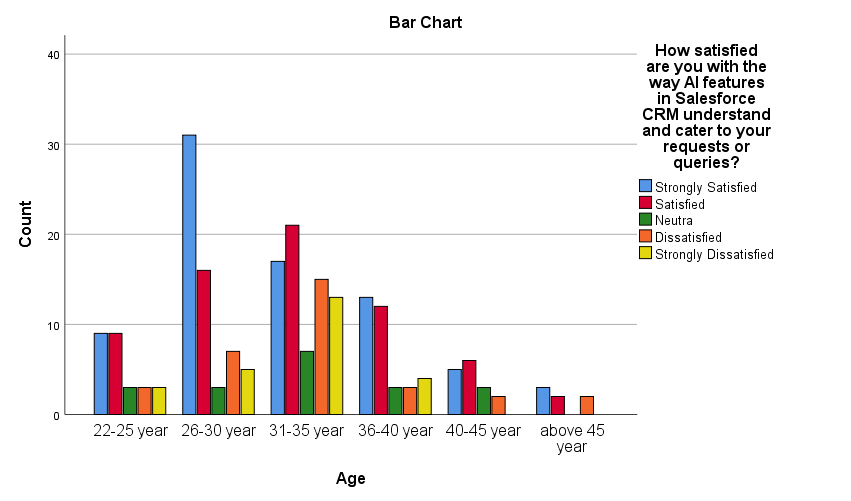 Bar Chart
How satisfied
are you with the
way AI features
in Salesforce
CRM understand
and cater to your
requests or
queries?
Strongly Satisfied
Satisfied
Neutra
Dissatisfied
Strongly Dissatisfied
Count
40
30
20
10
0
22-25 year
26-30 year
31-35 year
36-40 year
40-45 year
above 45
year
Age